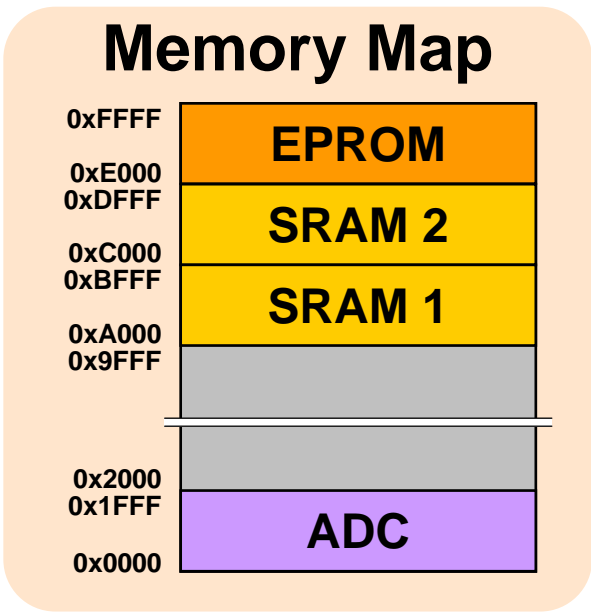 Memory Map
0xFFFF
EPROM
0xE000
0xDFFF
SRAM 2
0xC000
0xBFFF
SRAM 1
0xA000
0x9FFF
0x2000
0x1FFF
ADC
0x0000